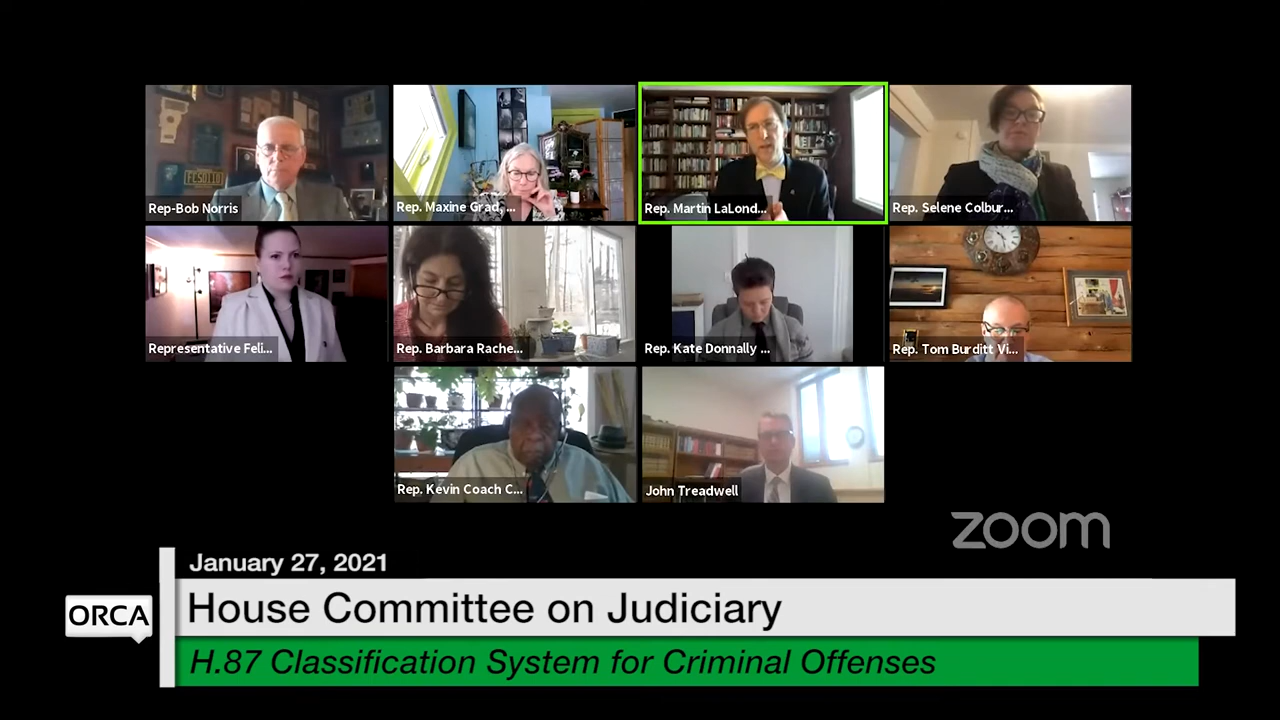 Rep-Bob Norris
Rep. Maxine Grad, ...
Rep. Martin LaLond...
Rep. Selene Colbur...
Representative Feli...
Rep. Barbara Rache...
Rep. Kate Donnally ...
Rep. Tom Burditt Vi...
Rep. Kevin Coach C...
John Treadwell
zoom
January 27, 2021
ORCA
House Committee on Judiciary
H.87 Classification System for Criminal Offenses